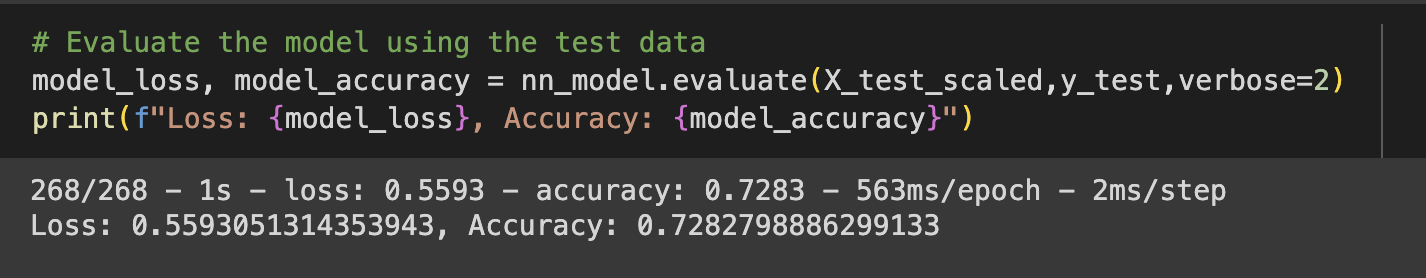 # Evaluate the model using the test data
model_loss, model_accuracy = nn_model.evaluate(X_test_scaled,y_test,verbose=2)
print(f"Loss: {model_loss}, Accuracy: {model_accuracy}")
268/268 - 1s - loss: 0.5593 - accuracy: 0.7283 - 563ms/epoch - 2ms/step
Loss: 0.5593051314353943, Accuracy: 0.7282798886299133